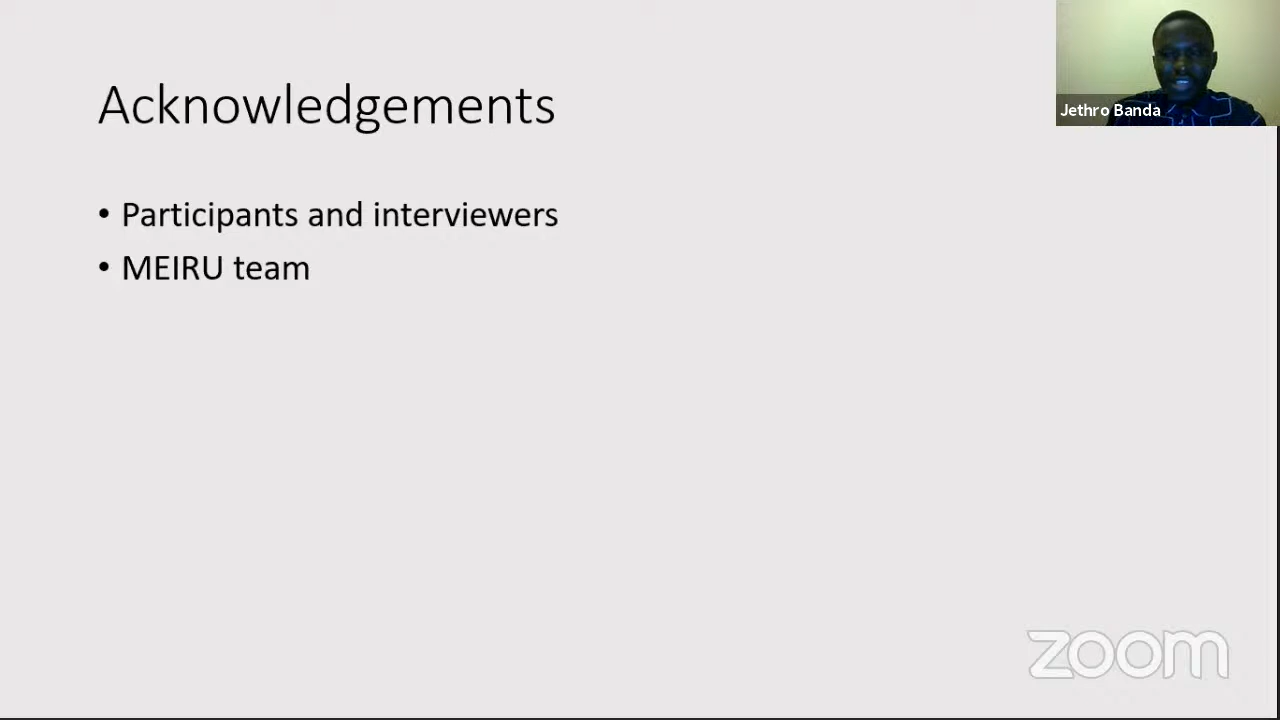 Acknowledgements
Jethro Banda
• Participants and interviewers
• MEIRU team
zoom